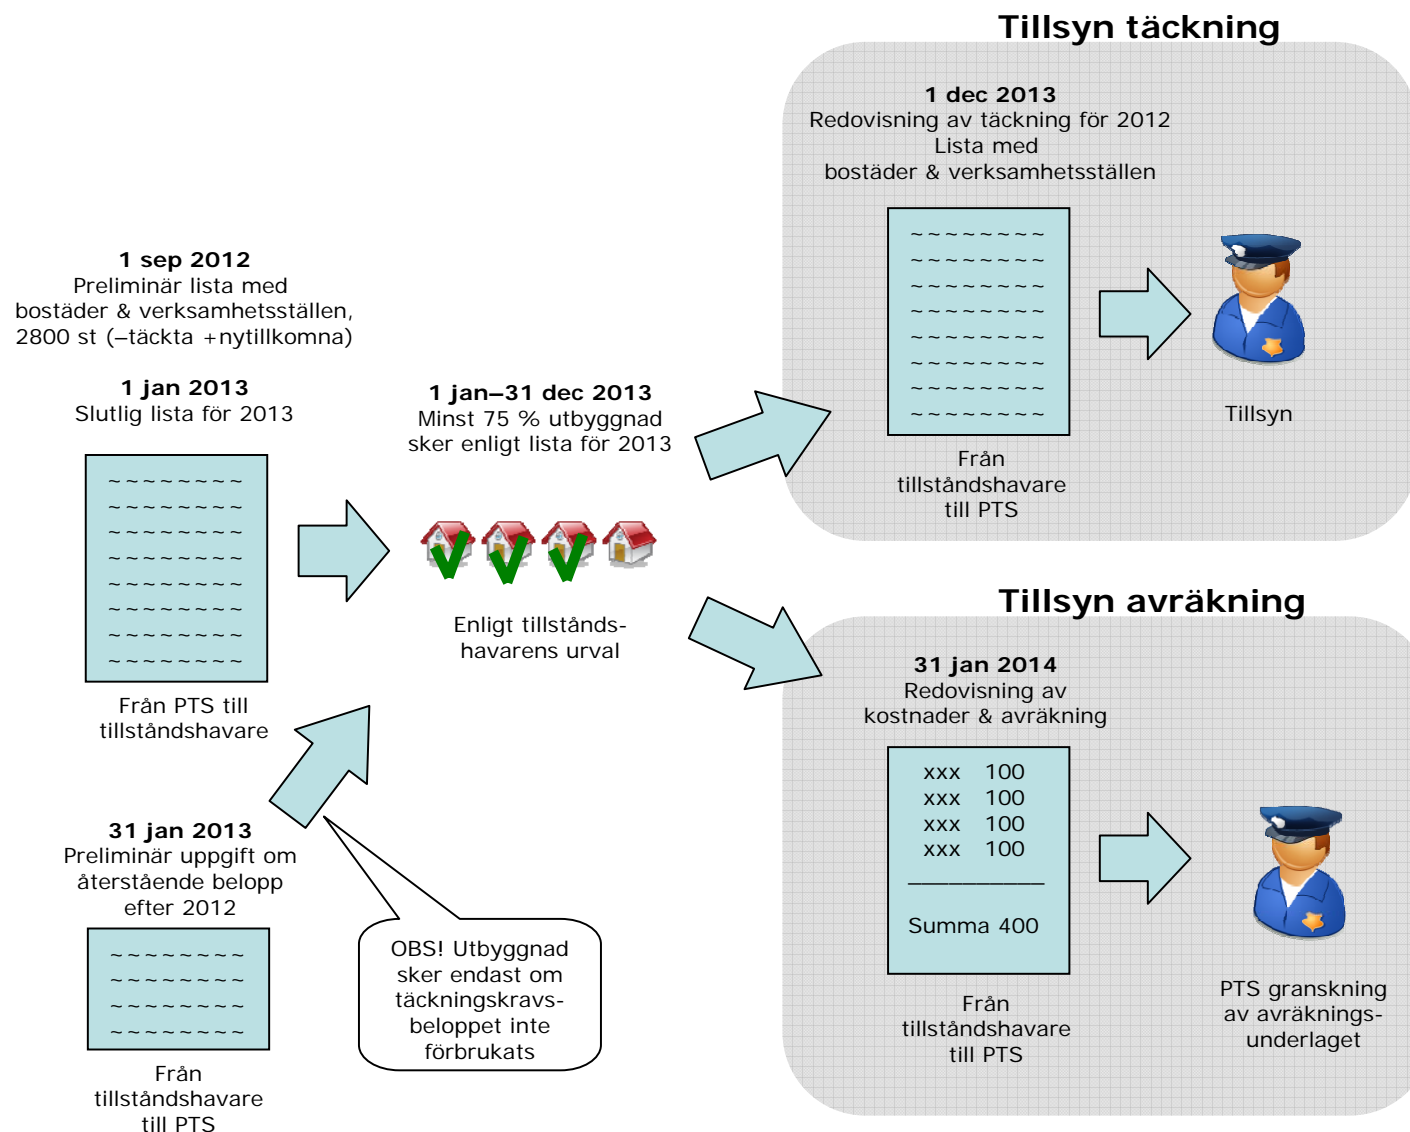 1 sep 2012
Preliminär lista med
bostäder & verksamhetsställen,
2800 st (–täckta +nytillkomna)
1 jan 2013
Slutlig lista för 2013
~ ~ ~ ~ ~ ~ ~ ~
~ ~ ~ ~ ~ ~ ~ ~
~ ~ ~ ~ ~ ~ ~ ~
~ ~ ~ ~ ~ ~ ~ ~
~ ~ ~ ~ ~ ~ ~ ~
~ ~ ~ ~ ~ ~ ~ ~
~ ~ ~ ~ ~ ~ ~ ~
~ ~ ~ ~ ~ ~ ~ ~
Från PTS till
tillståndshavare
31 jan 2013
Preliminär uppgift om
återstående belopp
efter 2012
~ ~ ~ ~ ~ ~ ~ ~
~ ~ ~ ~ ~ ~ ~ ~
~ ~ ~ ~ ~ ~ ~ ~
~ ~ ~ ~ ~ ~ ~ ~
Från
tillståndshavare
till PTS
OBS! Utbyggnad
sker endast om
täckningskravs-
beloppet inte
förbrukats
1 jan–31 dec 2013
Minst 75 % utbyggnad
sker enligt lista för 2013
Enligt tillstånds-
havarens urval
Tillsyn täckning
1 dec 2013
Redovisning av täckning för 2012
Lista med
bostäder & verksamhetsställen
~ ~ ~ ~ ~ ~ ~ ~
~ ~ ~ ~ ~ ~ ~ ~
~ ~ ~ ~ ~ ~ ~ ~
~ ~ ~ ~ ~ ~ ~ ~
~ ~ ~ ~ ~ ~ ~ ~
~ ~ ~ ~ ~ ~ ~ ~
~ ~ ~ ~ ~ ~ ~ ~
~ ~ ~ ~ ~ ~ ~ ~
Från
tillståndshavare
till PTS
Tillsyn
Tillsyn avräkning
31 jan 2014
Redovisning av
kostnader & avräkning
xxx 100
xxx 100
xxx 100
xxx 100
Summa 400
Från
tillståndshavare
till PTS
PTS granskning
av avräknings-
underlaget